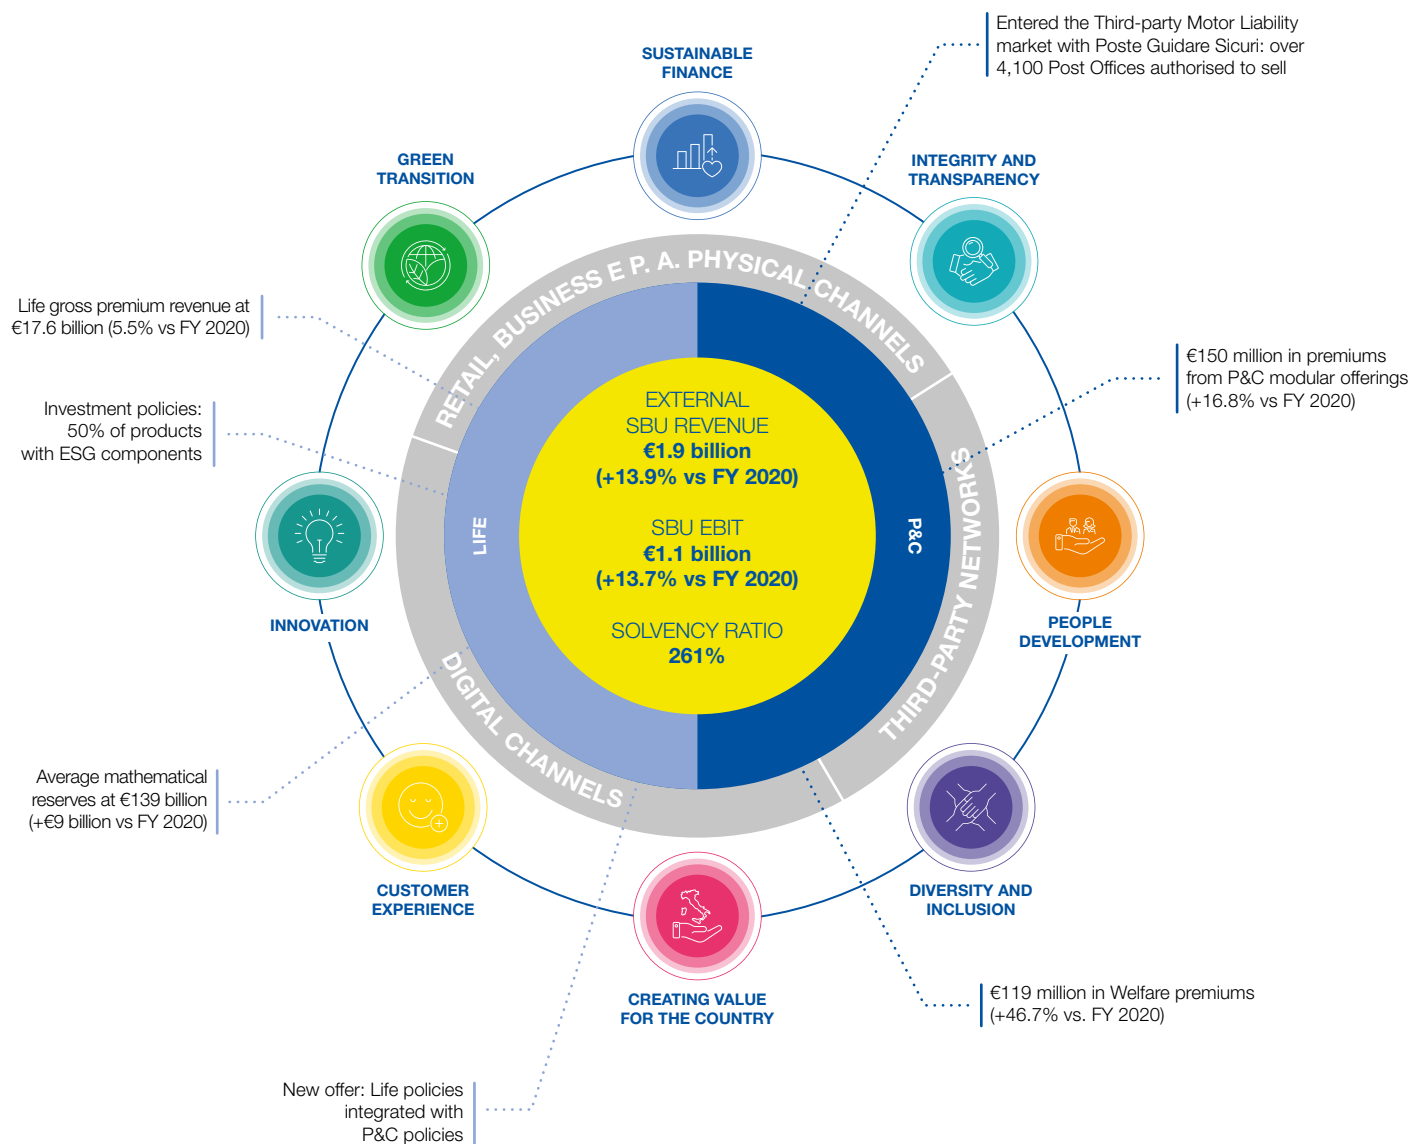 Entered the Third-party Motor Liability
market with Poste Guidare Sicuri: over
4,100 Post Offices authorised to sell
SUSTAINABLE
FINANCE
GREEN
TRANSITION
INTEGRITY AND
TRANSPARENCY
RETAIL, BUSINESS E P. A. PHYSICAL CHANNELS
Life gross premium revenue at
€17.6 billion (5.5% vs FY 2020)
€150 million in premiums
from P&C modular offerings
(+16.8% vs FY 2020)
Investment policies:
50% of products
with ESG components
EXTERNAL
SBU REVENUE
€1.9 billion
(+13.9% vs FY 2020)
SBU EBIT
€1.1 billion
(+13.7% vs FY 2020)
SOLVENCY RATIO
261%
LIFE
P&C
THIRD-PARTY NETWORKS
DIGITAL CHANNELS
INNOVATION
PEOPLE
DEVELOPMENT
Average mathematical
reserves at €139 billion
(+€9 billion vs FY 2020)
CUSTOMER
EXPERIENCE
DIVERSITY AND
INCLUSION
CREATING VALUE
FOR THE COUNTRY
€119 million in Welfare premiums
(+46.7% vs. FY 2020)
New offer: Life policies
integrated with
P&C policies